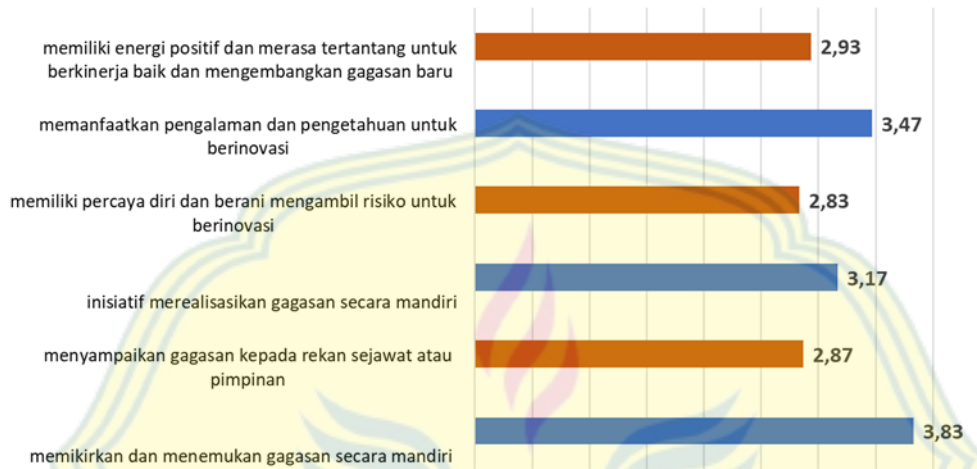 memiliki energi positif dan merasa tertantang untuk
berkinerja baik dan mengembangkan gagasan baru
2,93
memanfaatkan pengalaman dan pengetahuan untuk
berinovasi
3,47
memiliki percaya diri dan berani mengambil risiko untuk
berinovasi
2,83
inisiatif merealisasikan gagasan secara mandiri
3,17
menyampaikan gagasan kepada rekan sejawat atau
pimpinan
2,87
memikirkan dan menemukan gagasan secara mandiri
3,83